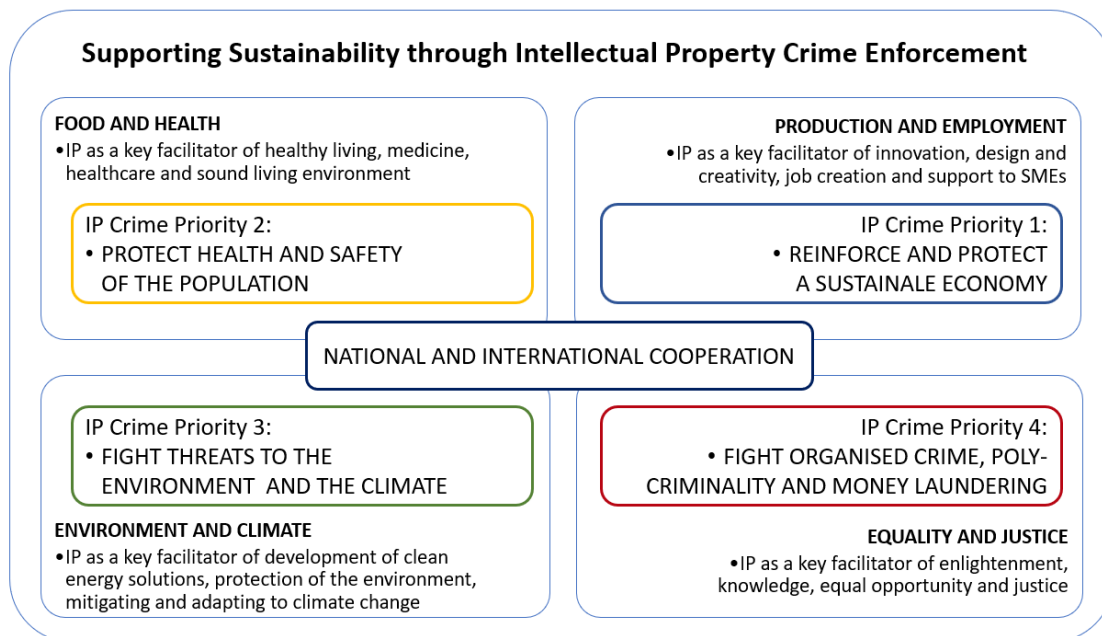 Supporting Sustainability through Intellectual Property Crime Enforcement
FOOD AND HEALTH
•IP as a key facilitator of healthy living, medicine,
healthcare and sound living environment
IP Crime Priority 2:
• PROTECT HEALTH AND SAFETY
OF THE POPULATION
PRODUCTION AND EMPLOYMENT
•IP as a key facilitator of innovation, design and
creativity, job creation and support to SMEs
IP Crime Priority 1:
• REINFORCE AND PROTECT
A SUSTAINALE ECONOMY
NATIONAL AND INTERNATIONAL COOPERATION
IP Crime Priority 3:
• FIGHT THREATS TO THE
ENVIRONMENT AND THE CLIMATE
ENVIRONMENT AND CLIMATE
•IP as a key facilitator of development of clean
energy solutions, protection of the environment,
mitigating and adapting to climate change
IP Crime Priority 4:
• FIGHT ORGANISED CRIME, POLY-
CRIMINALITY AND MONEY LAUNDERING
EQUALITY AND JUSTICE
•IP as a key facilitator of enlightenment,
knowledge, equal opportunity and justice